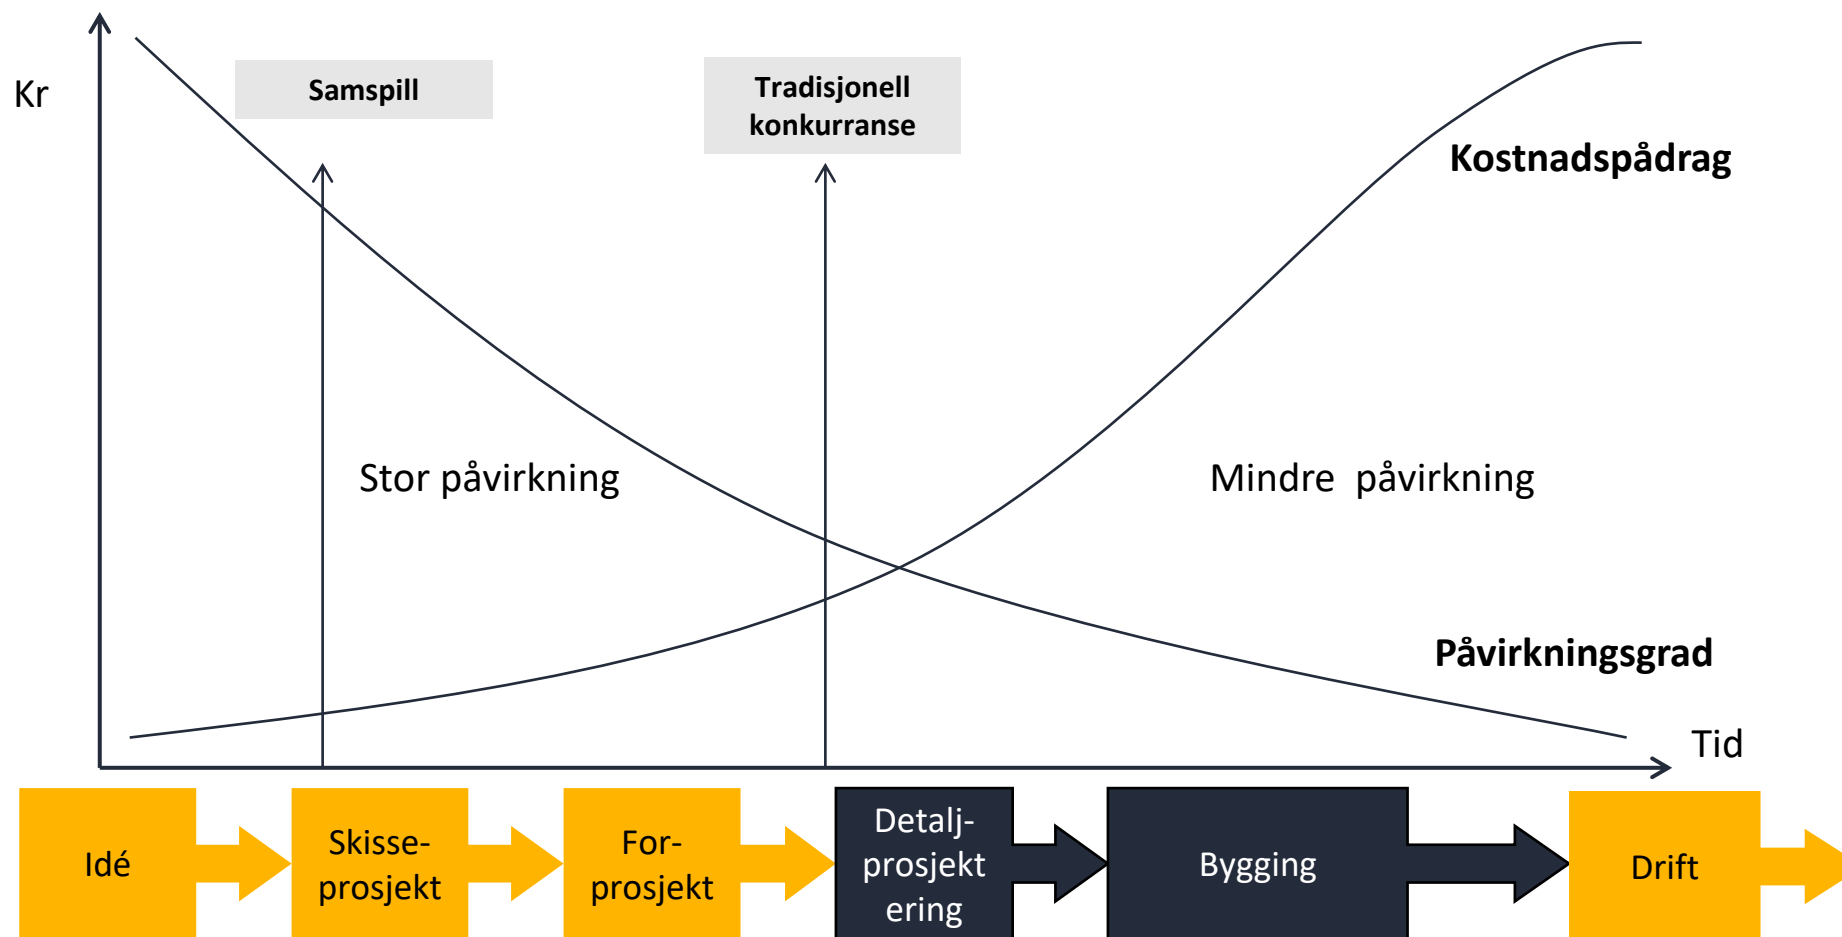 Kr
Samspill
Tradisjonell
konkurranse
Kostnadspådrag
Stor påvirkning
Mindre  påvirkning
Påvirkningsgrad
Tid
Idé
Skisse-
prosjekt
For-
prosjekt
Detalj-
prosjekt
ering
Bygging
Drift